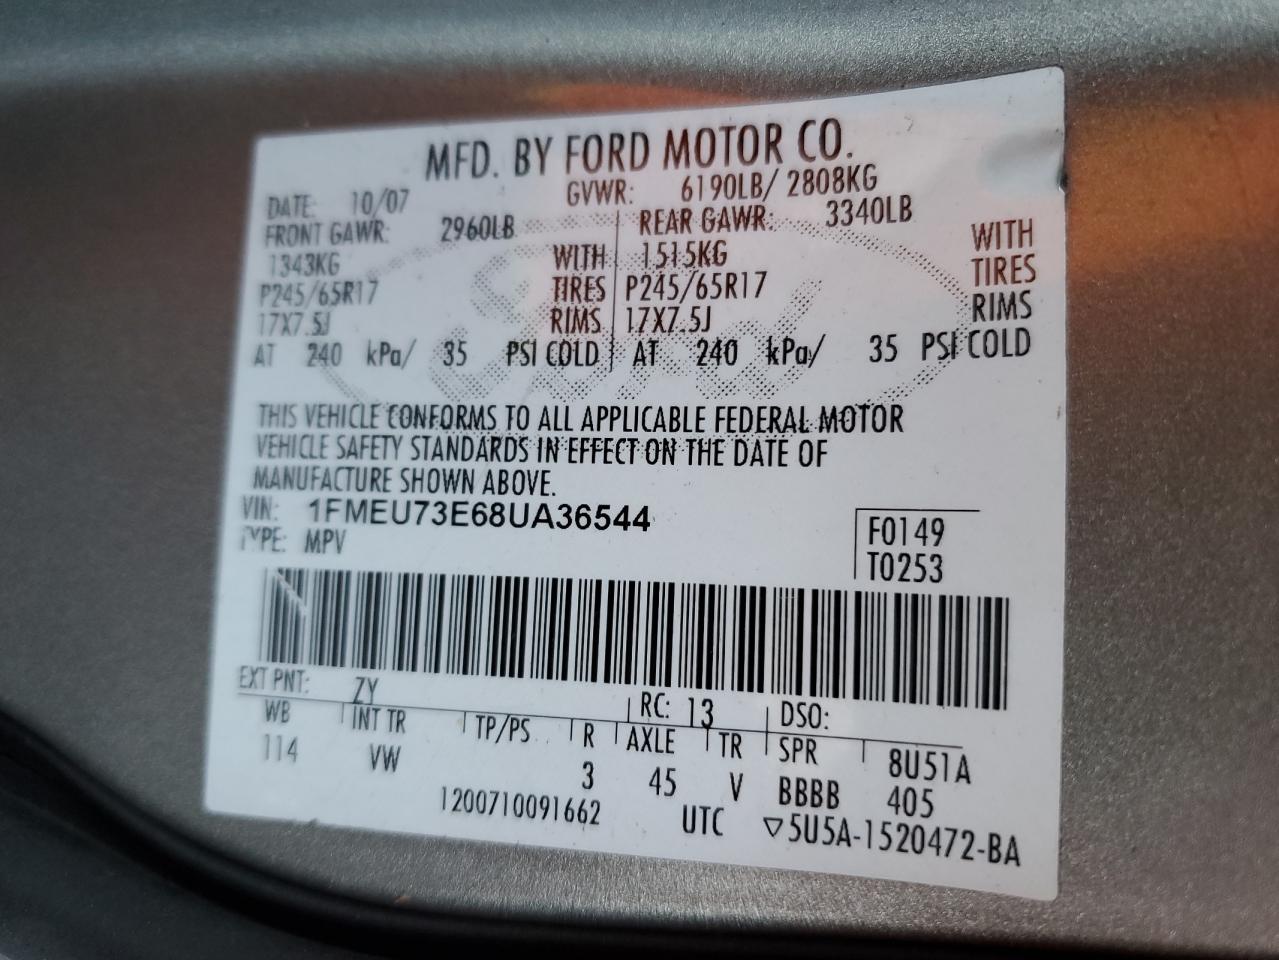 MFD. BY FORD MOTOR CO.
DATE: 10/07 GVWR: 6190LB/ 2808KG
FRONT GAWR: 2960LB REAR GAWR: 3340LB
1343KG WITH 1515KG WITH
P245/65R17 TIRES P245/65R17 TIRES
17X7.5J RIMS 17X7.5J RIMS
AT 240 kPa/ 35 PSI COLD AT 240 kPa/ 35 PSI COLD
THIS VEHICLE CONFORMS TO ALL APPLICABLE FEDERAL MOTOR
VEHICLE SAFETY STANDARDS IN EFFECT ON THE DATE OF
MANUFACTURE SHOWN ABOVE.
VIN: 1FMEU73E68UA36544
TYPE: MPV
F0149
T0253
EXT PNT: ZY RC: 13 DSO:
WB INT TR TP/PS R AXLE TR SPR 8U51A
114 VW 3 45 V BBBB 405
1200710091662 UTC ▽5U5A-1520472-BA
Ford